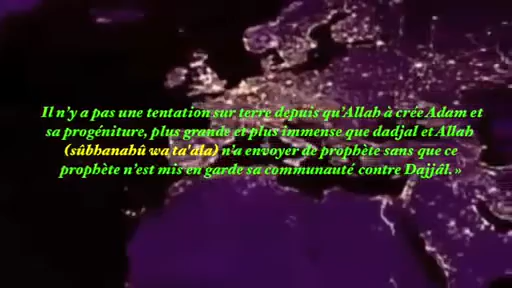 Il n'y a pas une tentation sur terre depuis qu'Allah à crée Adam et
sa progéniture, plus grande et plus immense que dadjal et Allah
(sûbhanahû wa ta'ala) n'a envoyer de prophète sans que ce
prophète n'est mis en garde sa communauté contre Dajjâl. »